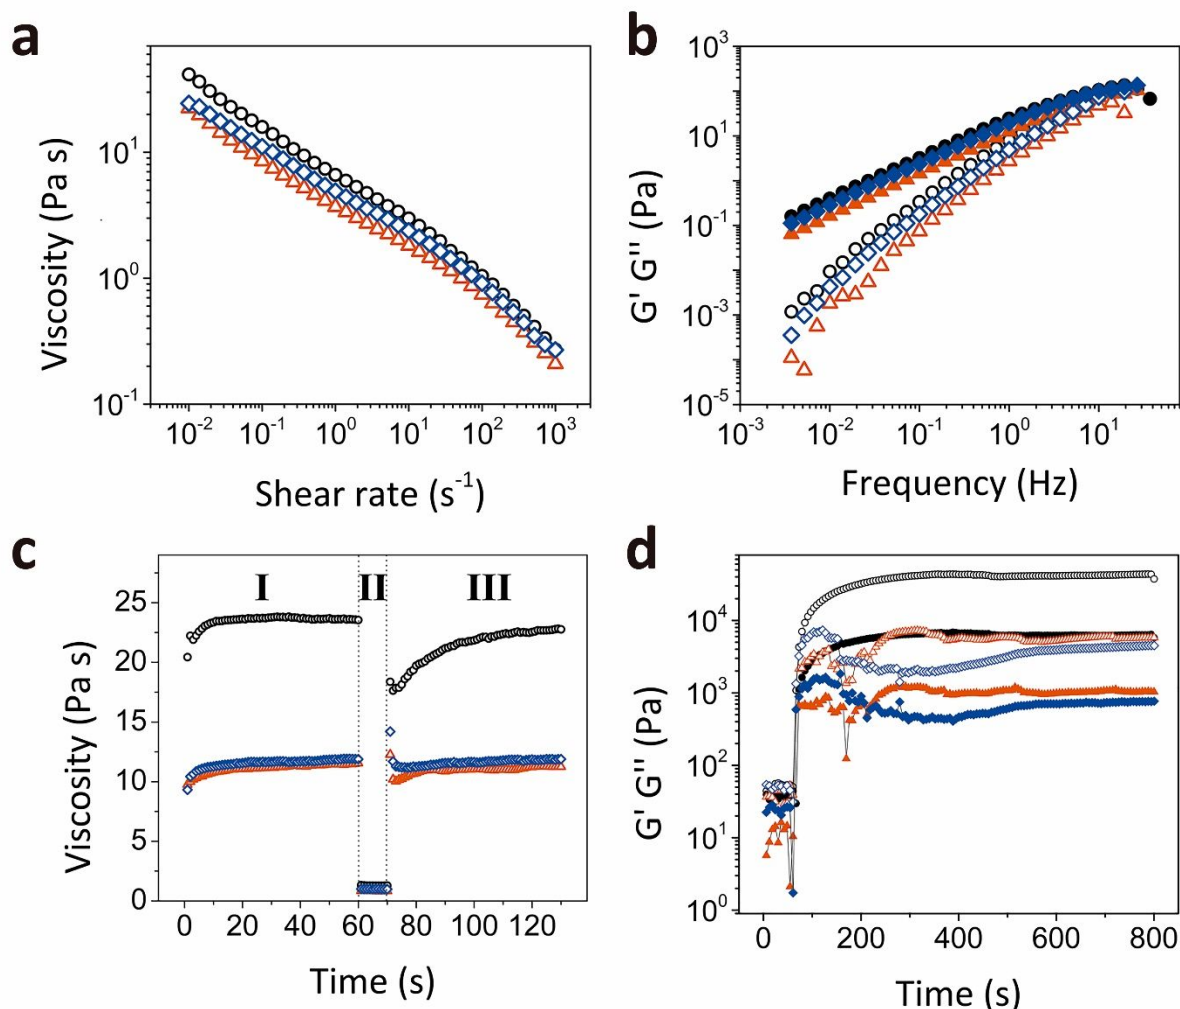 a
Viscosity (Pa s)
10^1
10^0
10^-1
10^-2 10^-1 10^0 10^1 10^2 10^3
Shear rate (s^-1)
b
G' G'' (Pa)
10^3
10^1
10^-1
10^-3
10^-5
10^-3 10^-2 10^-1 10^0 10^1
Frequency (Hz)
c
Viscosity (Pa s)
I II III
25
20
15
10
5
0
0 20 40 60 80 100 120
Time (s)
d
G' G'' (Pa)
10^4
10^3
10^2
10^1
10^0
0 200 400 600 800
Time (s)